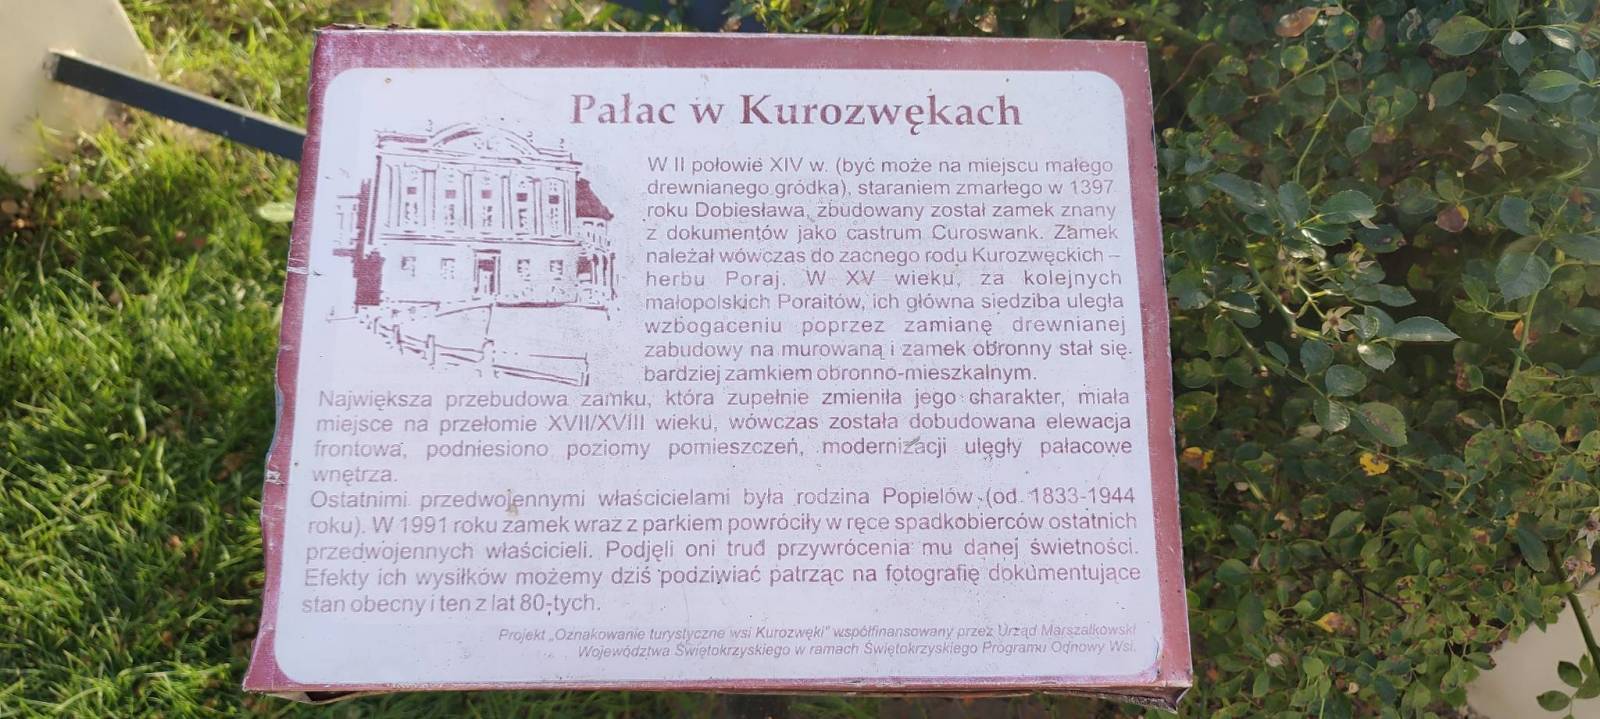 Pałac w Kurozwękach
W II połowie XIV w. (być może na miejscu małego
drewnianego gródka), staraniem zmarłego w 1397
roku Dobiesława, zbudowany został zamek znany
z dokumentów jako castrum Curoswank. Zamek
należał wówczas do zacnego rodu Kurozwęckich –
herbu Poraj. W XV wieku, za kolejnych
małopolskich Poraitów, ich główna siedziba uległa
wzbogaceniu poprzez zamianę drewnianej
zabudowy na murowaną i zamek obronny stał się
bardziej zamkiem obronno-mieszkalnym.
Największa przebudowa zamku, która zupełnie zmieniła jego charakter, miała
miejsce na przełomie XVII/XVIII wieku, wówczas została dobudowana elewacja
frontowa, podniesiono poziomy pomieszczeń, modernizacji uległy pałacowe
wnętrza.
Ostatnimi przedwojennymi właścicielami była rodzina Popielów (od 1833-1944
roku). W 1991 roku zamek wraz z parkiem powróciły w ręce spadkobierców ostatnich
przedwojennych właścicieli. Podjęli oni trud przywrócenia mu danej świetności.
Efekty ich wysiłków możemy dziś podziwiać patrząc na fotografię dokumentujące
stan obecny i ten z lat 80-tych.
Projekt „Oznakowanie turystyczne wsi Kurozwęki" współfinansowany przez Urząd Marszałkowski
Województwa Świętokrzyskiego w ramach Świętokrzyskiego Programu Odnowy Wsi.